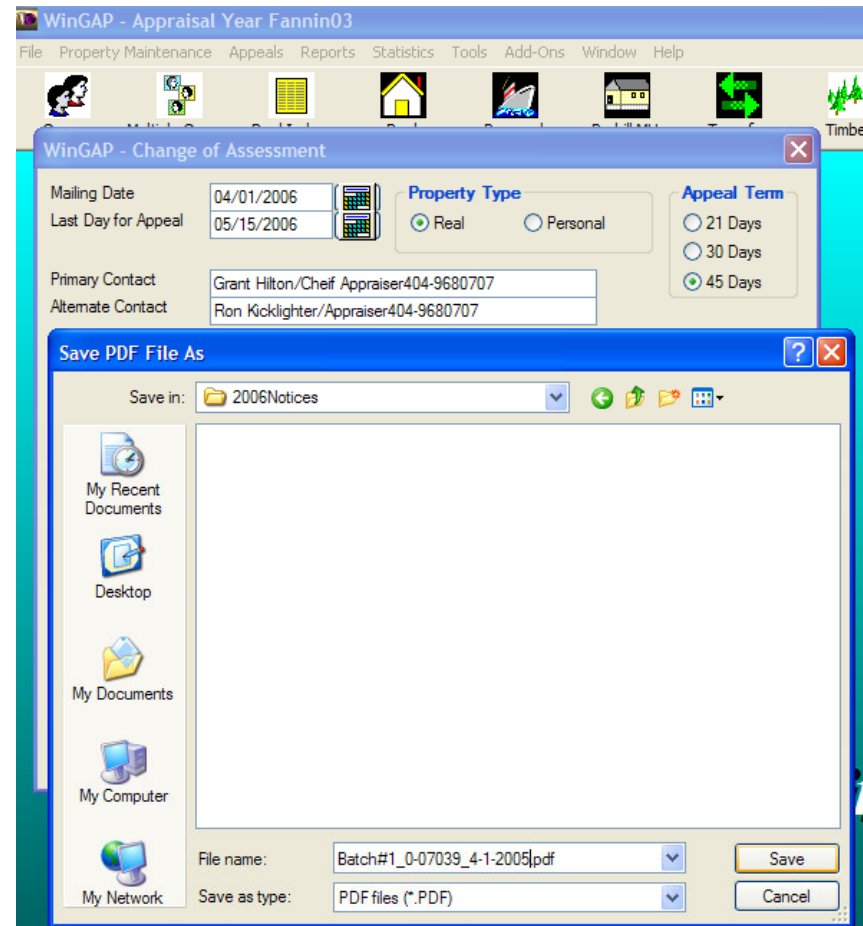 WinGAP - Appraisal Year Fannin03
File Property Maintenance Appeals Reports Statistics Tools Add-Ons Window Help
Timbe
WinGAP - Change of Assessment
Mailing Date 04/01/2006 Property Type Appeal Term
Last Day for Appeal 05/15/2006 Real Personal 21 Days
30 Days
Primary Contact Grant Hilton/Cheif Appraiser404-9680707 45 Days
Alternate Contact Ron Kicklighter/Appraiser404-9680707
Save PDF File As
Save in: 2006Notices
My Recent
Documents
Desktop
My Documents
My Computer
My Network
File name: Batch#1_0-07039_4-1-2005.pdf Save
Save as type: PDF files (*.PDF) Cancel